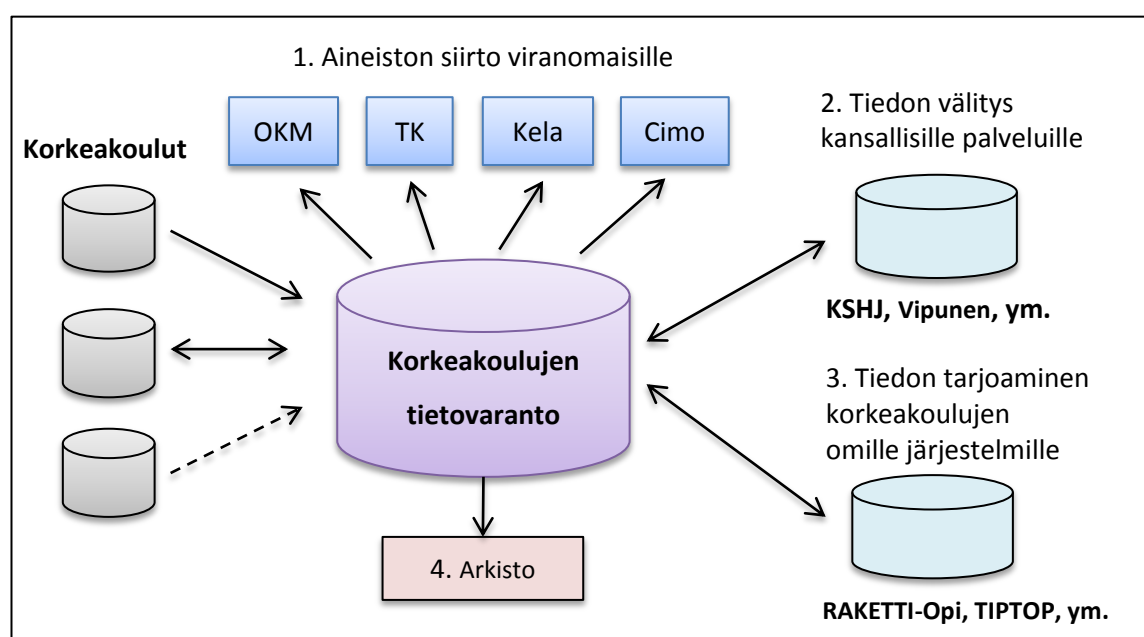 1. Aineiston siirto viranomaisille
OKM
TK
Kela
Cimo
Korkeakoulut
2. Tiedon välitys
kansallisille palveluille
KSHJ, Vipunen, ym.
Korkeakoulujen
tietovaranto
3. Tiedon tarjoaminen
korkeakoulujen
omille järjestelmille
RAKETTI-Opi, TIPTOP, ym.
4. Arkisto